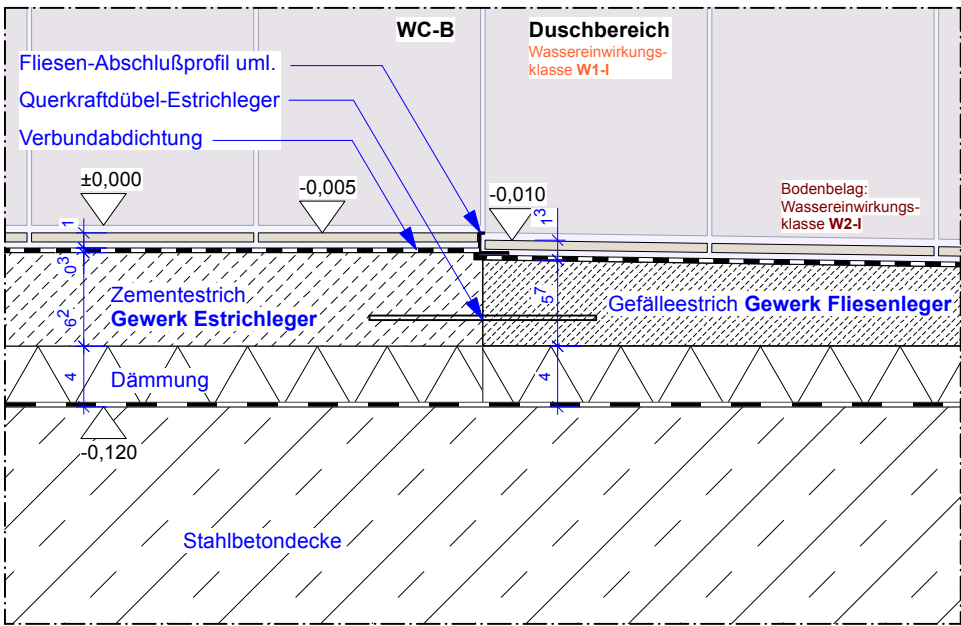 WC-B
Duschbereich
Wassereinwirkungs-
klasse W1-I
Fliesen-Abschlußprofil uml.
Querkraftdübel-Estrichleger
Verbundabdichtung
±0,000
-0,005
-0,010
Bodenbelag:
Wassereinwirkungs-
klasse W2-I
1
0³
6²
4
1³
5⁷
4
Zementestrich
Gewerk Estrichleger
Gefälleestrich Gewerk Fliesenleger
Dämmung
-0,120
Stahlbetondecke